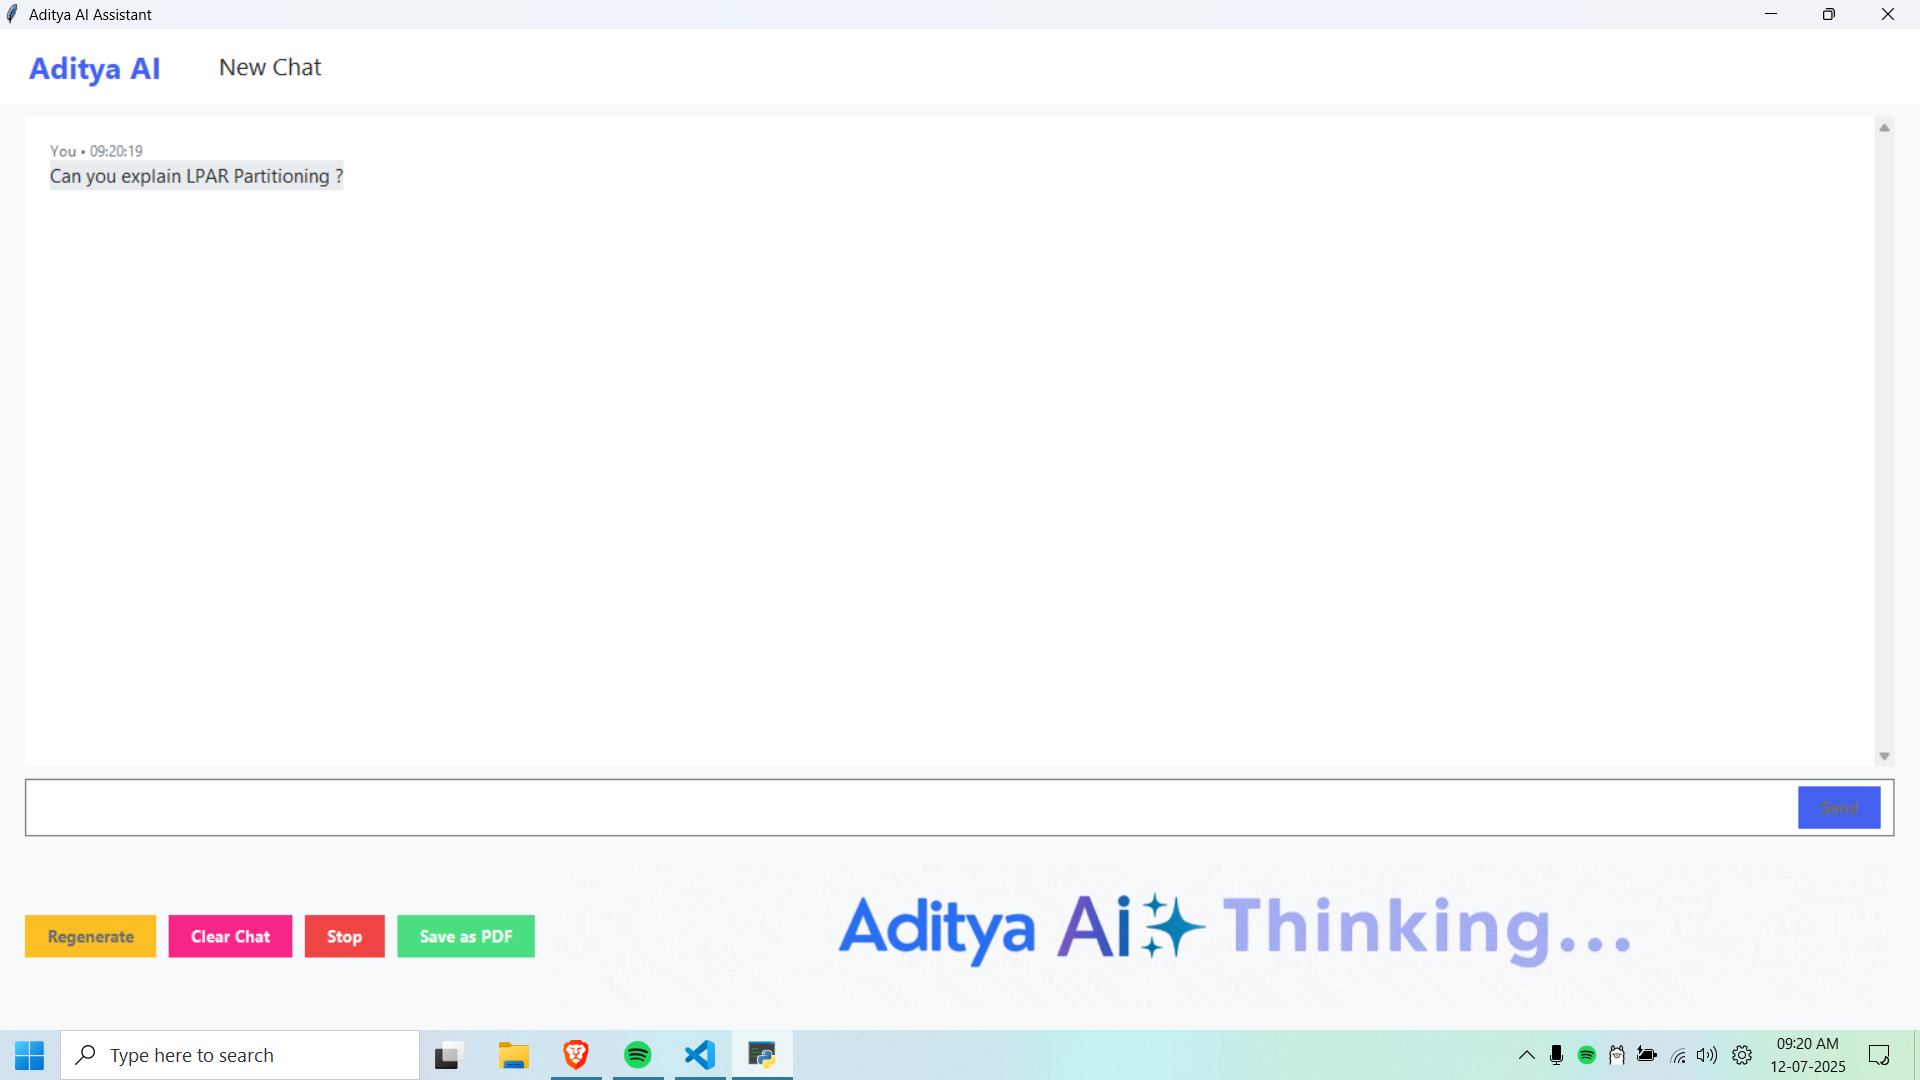 Aditya AI Assistant
Aditya AI
New Chat
You • 09:20:19
Can you explain LPAR Partitioning ?
Send
Regenerate
Clear Chat
Stop
Save as PDF
Aditya Ai Thinking...
Type here to search
09:20 AM
12-07-2025